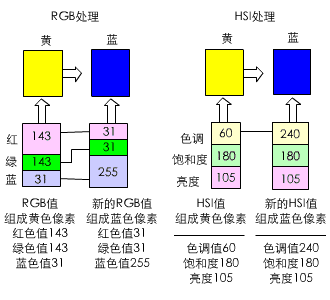 RGB处理
HSI处理
黄
蓝
黄
蓝
红
143
31
绿
143
31
蓝
31
255
色调
60
240
饱和度
180
180
亮度
105
105
RGB值
组成黄色像素
红色值143
绿色值143
蓝色值31
新的RGB值
组成蓝色像素
红色值31
绿色值31
蓝色值255
HSI值
组成黄色像素
色调值60
饱和度180
亮度105
新的HSI值
组成蓝色像素
色调值240
饱和度180
亮度105